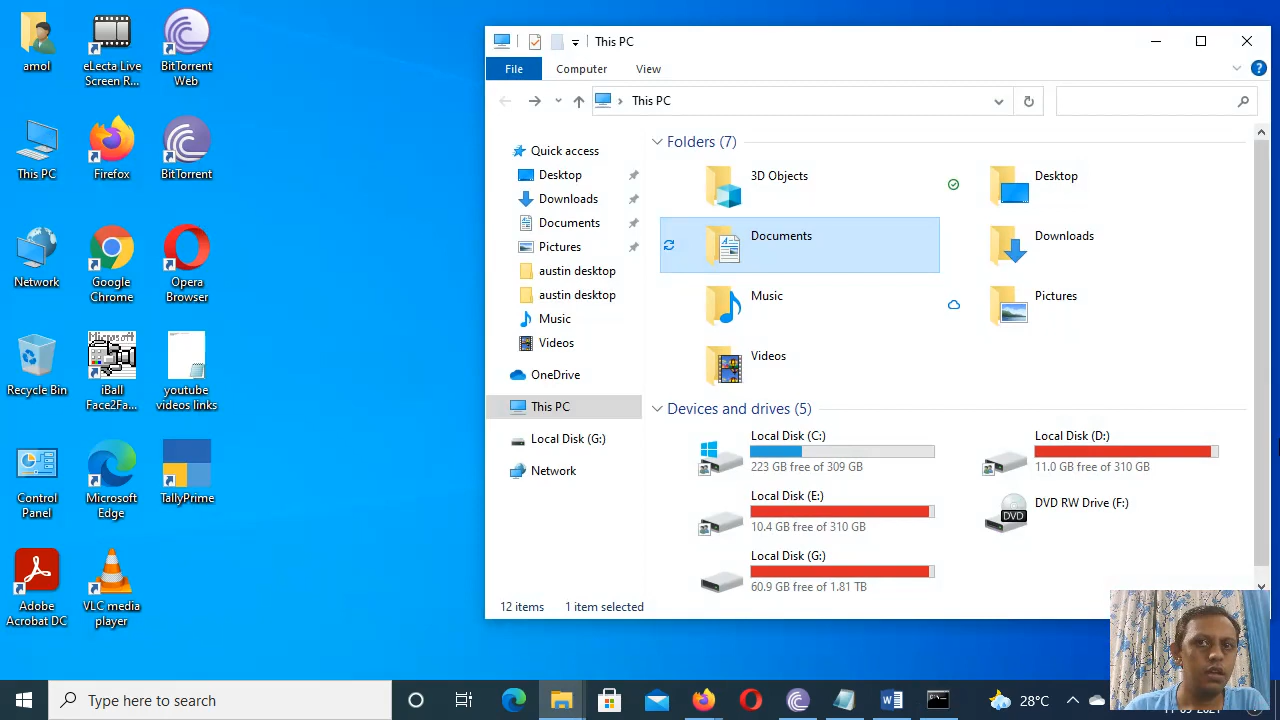 amol
eLecta Live
Screen R...
BitTorrent
Web
This PC
Firefox
BitTorrent
Network
Google
Chrome
Opera
Browser
Recycle Bin
Microsoft
iBall
Face2Fa...
youtube
videos links
Control
Panel
Microsoft
Edge
TallyPrime
Adobe
Acrobat DC
VLC media
player
This PC
File
Computer
View
?
This PC
Quick access
Desktop
Downloads
Documents
Pictures
austin desktop
austin desktop
Music
Videos
OneDrive
This PC
Local Disk (G:)
Network
Folders (7)
3D Objects
Desktop
Documents
Downloads
Music
Pictures
Videos
Devices and drives (5)
Local Disk (C:)
223 GB free of 309 GB
Local Disk (D:)
11.0 GB free of 310 GB
Local Disk (E:)
10.4 GB free of 310 GB
DVD
DVD RW Drive (F:)
Local Disk (G:)
60.9 GB free of 1.81 TB
12 items
1 item selected
Type here to search
28°C